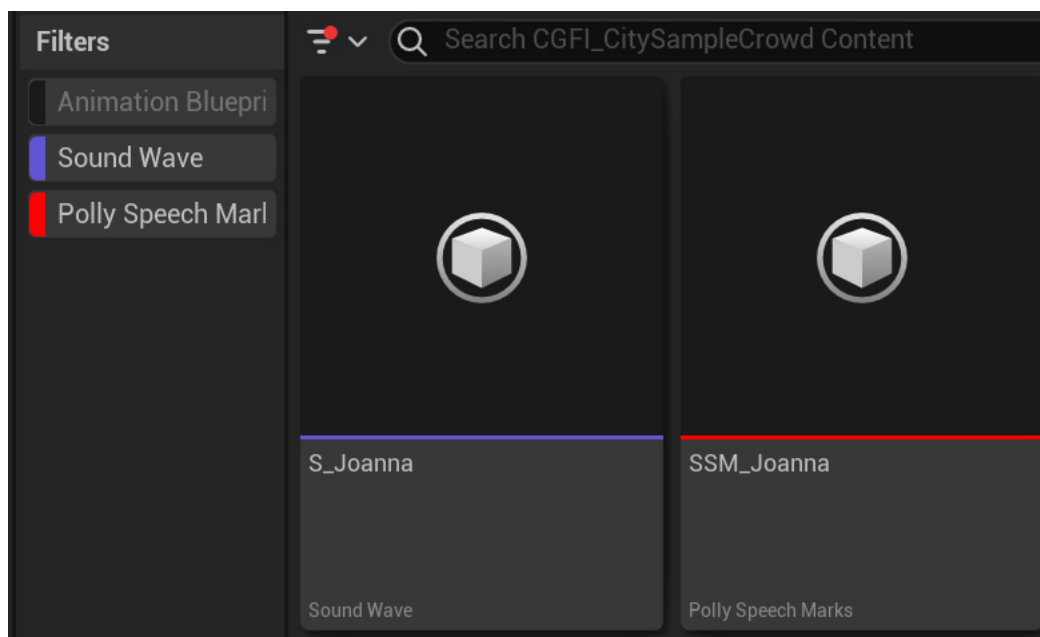 Filters
Search CGFI_CitySampleCrowd Content
Animation Bluepri
Sound Wave
Polly Speech Marl
S_Joanna
SSM_Joanna
Sound Wave
Polly Speech Marks